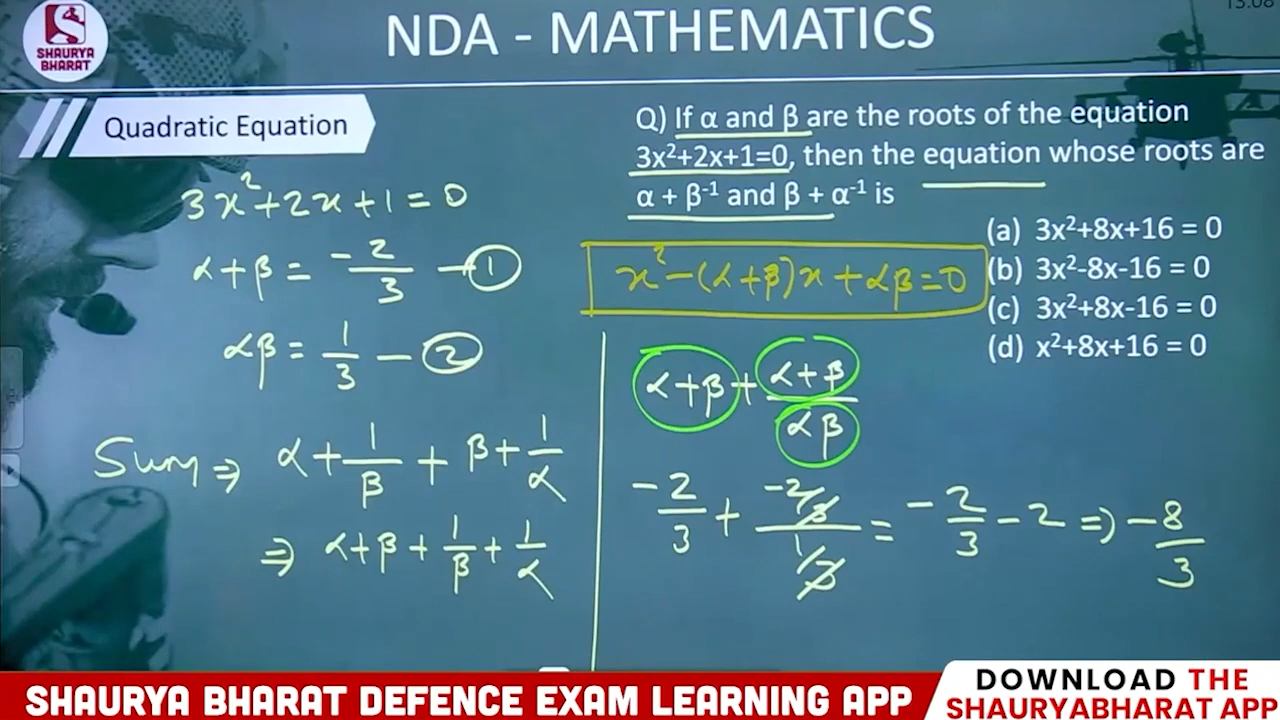 NDA - MATHEMATICS
SHAURYA
BHARAT
Quadratic Equation
3x²+2x+1=0
α+β = -2/3 -①
αβ = 1/3 - ②
Sum ⇒ α+1/β + β+1/α
⇒ α+β+1/β+1/α
Q) If α and β are the roots of the equation
3x²+2x+1=0, then the equation whose roots are
α + β⁻¹ and β + α⁻¹ is
(a) 3x²+8x+16 = 0
(b) 3x²-8x-16 = 0
(c) 3x²+8x-16 = 0
(d) x²+8x+16 = 0
x²-(α+β)x+αβ=0
α+β+(α+β)/(αβ)
-2/3 + (-2/3)/(1/3) = -2/3 - 2 ⇒ -8/3
SHAURYA BHARAT DEFENCE EXAM LEARNING APP
DOWNLOAD THE
SHAURYABHARAT APP